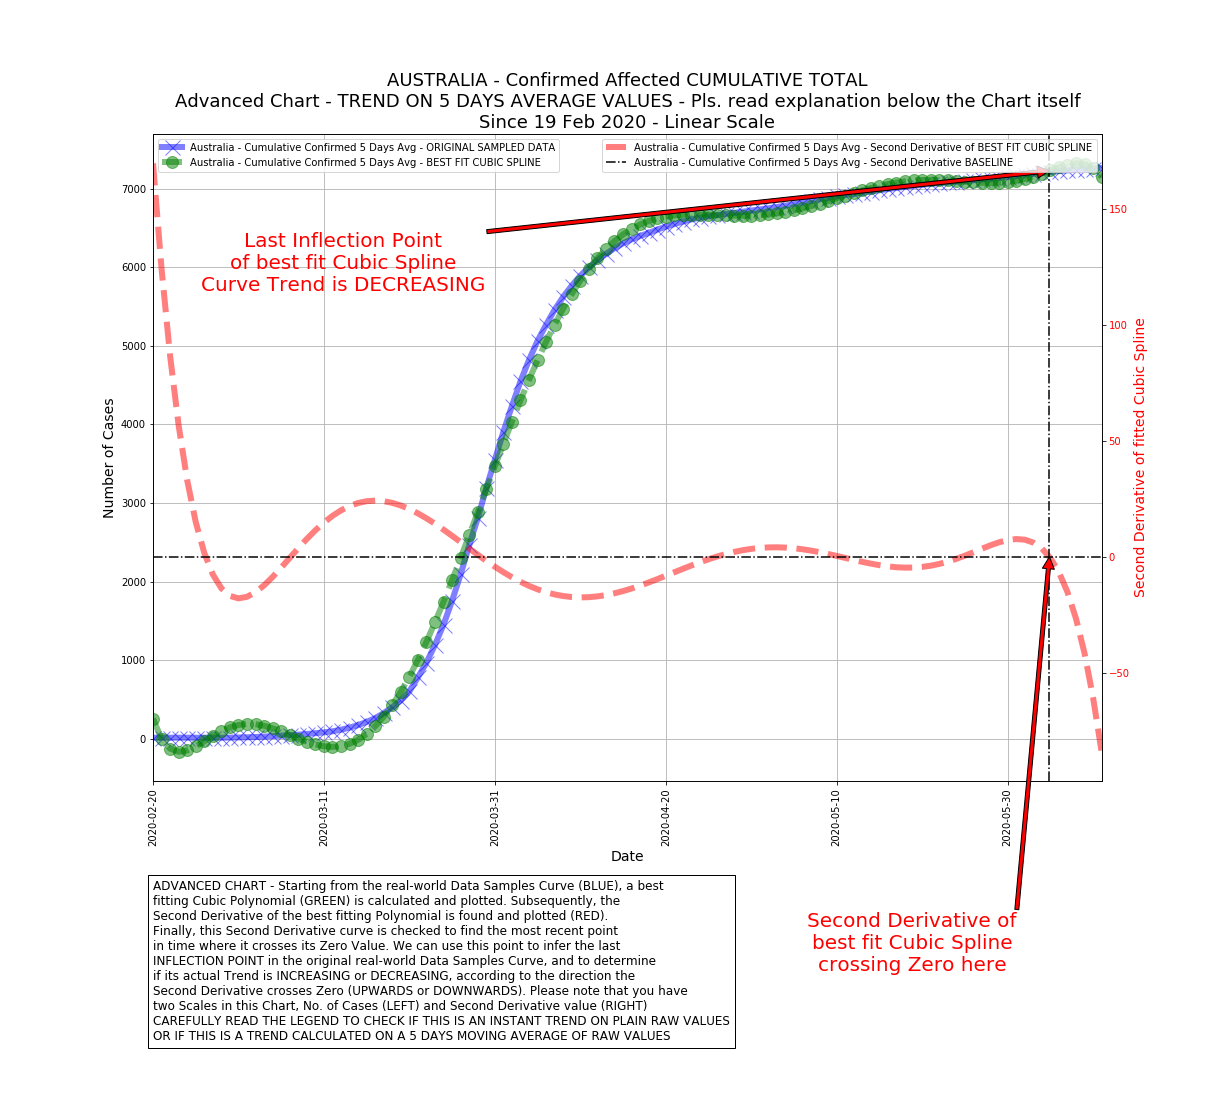 AUSTRALIA - Confirmed Affected CUMULATIVE TOTAL
Advanced Chart - TREND ON 5 DAYS AVERAGE VALUES - Pls. read explanation below the Chart itself
Since 19 Feb 2020 - Linear Scale
Australia - Cumulative Confirmed 5 Days Avg - ORIGINAL SAMPLED DATA
Australia - Cumulative Confirmed 5 Days Avg - BEST FIT CUBIC SPLINE
Australia - Cumulative Confirmed 5 Days Avg - Second Derivative of BEST FIT CUBIC SPLINE
Australia - Cumulative Confirmed 5 Days Avg - Second Derivative BASELINE
Last Inflection Point
of best fit Cubic Spline
Curve Trend is DECREASING
Number of Cases
7000
6000
5000
4000
3000
2000
1000
0
150
100
50
0
−50
Second Derivative of fitted Cubic Spline
2020-02-20
2020-03-11
2020-03-31
2020-04-20
2020-05-10
2020-05-30
Date
ADVANCED CHART - Starting from the real-world Data Samples Curve (BLUE), a best
fitting Cubic Polynomial (GREEN) is calculated and plotted. Subsequently, the
Second Derivative of the best fitting Polynomial is found and plotted (RED).
Finally, this Second Derivative curve is checked to find the most recent point
in time where it crosses its Zero Value. We can use this point to infer the last
INFLECTION POINT in the original real-world Data Samples Curve, and to determine
if its actual Trend is INCREASING or DECREASING, according to the direction the
Second Derivative crosses Zero (UPWARDS or DOWNWARDS). Please note that you have
two Scales in this Chart, No. of Cases (LEFT) and Second Derivative value (RIGHT)
CAREFULLY READ THE LEGEND TO CHECK IF THIS IS AN INSTANT TREND ON PLAIN RAW VALUES
OR IF THIS IS A TREND CALCULATED ON A 5 DAYS MOVING AVERAGE OF RAW VALUES
Second Derivative of
best fit Cubic Spline
crossing Zero here